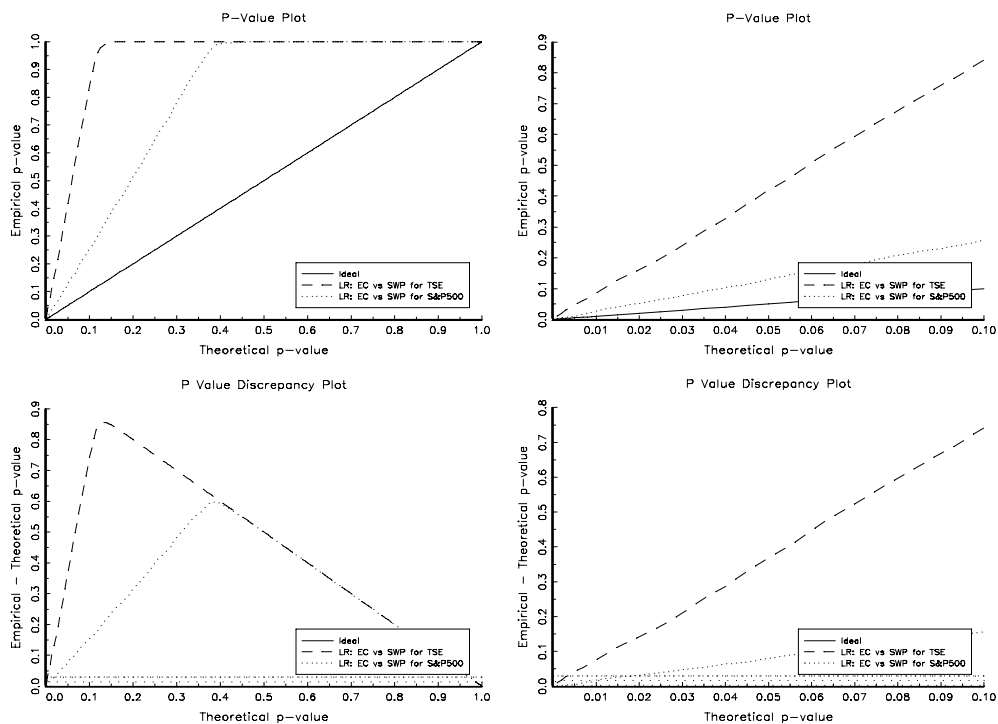 P-Value Plot
Empirical p-value
0.0 0.1 0.2 0.3 0.4 0.5 0.6 0.7 0.8 0.9 1.0
Ideal
LR: EC vs SWP for TSE
LR: EC vs SWP for S&P500
0.0 0.1 0.2 0.3 0.4 0.5 0.6 0.7 0.8 0.9 1.0
Theoretical p-value
P-Value Plot
Empirical p-value
0.0 0.1 0.2 0.3 0.4 0.5 0.6 0.7 0.8 0.9
Ideal
LR: EC vs SWP for TSE
LR: EC vs SWP for S&P500
0.01 0.02 0.03 0.04 0.05 0.06 0.07 0.08 0.09 0.10
Theoretical p-value
P Value Discrepancy Plot
Empirical - Theoretical p-value
0.0 0.1 0.2 0.3 0.4 0.5 0.6 0.7 0.8 0.9
Ideal
LR: EC vs SWP for TSE
LR: EC vs SWP for S&P500
0.0 0.1 0.2 0.3 0.4 0.5 0.6 0.7 0.8 0.9 1.0
Theoretical p-value
P Value Discrepancy Plot
Empirical - Theoretical p-value
0.0 0.1 0.2 0.3 0.4 0.5 0.6 0.7 0.8
Ideal
LR: EC vs SWP for TSE
LR: EC vs SWP for S&P500
0.01 0.02 0.03 0.04 0.05 0.06 0.07 0.08 0.09 0.10
Theoretical p-value